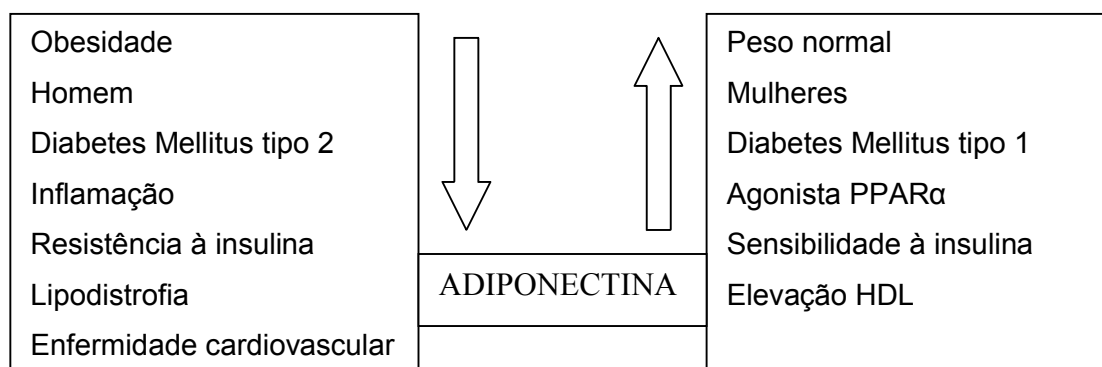 Obesidade
Homem
Diabetes Mellitus tipo 2
Inflamação
Resistência à insulina
Lipodistrofia
Enfermidade cardiovascular
ADIPONECTINA
Peso normal
Mulheres
Diabetes Mellitus tipo 1
Agonista PPARα
Sensibilidade à insulina
Elevação HDL